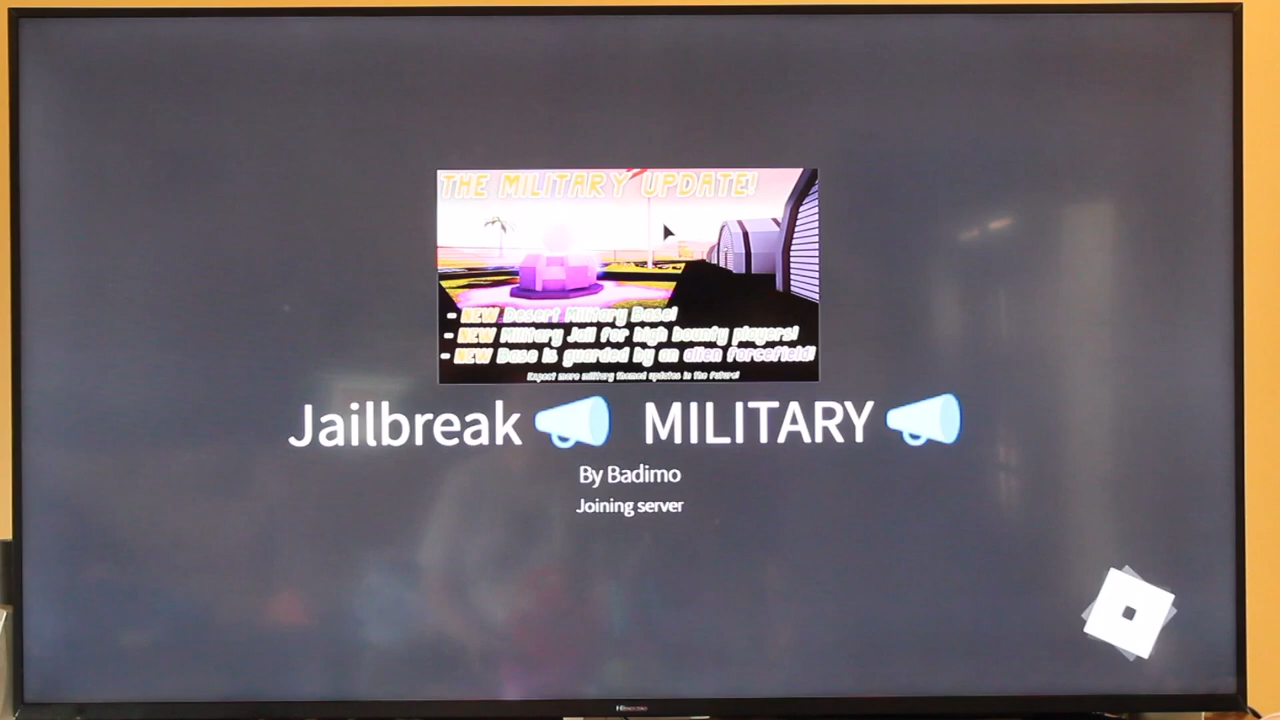 THE MILITARY UPDATE!
- NEW Desert Military Base!
- NEW Military Jail for high bounty players!
- NEW Base is guarded by an alien forcefield!
Expect more military themed updates in the future!
Jailbreak 📣 MILITARY 📣
By Badimo
Joining server
Hisense